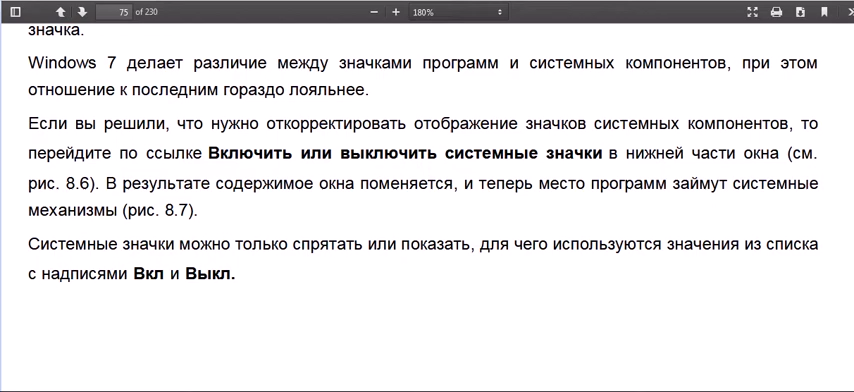 75 of 230 180%
значка.
Windows 7 делает различие между значками программ и системных компонентов, при этом
отношение к последним гораздо лояльнее.
Если вы решили, что нужно откорректировать отображение значков системных компонентов, то
перейдите по ссылке Включить или выключить системные значки в нижней части окна (см.
рис. 8.6). В результате содержимое окна поменяется, и теперь место программ займут системные
механизмы (рис. 8.7).
Системные значки можно только спрятать или показать, для чего используются значения из списка
с надписями Вкл и Выкл.